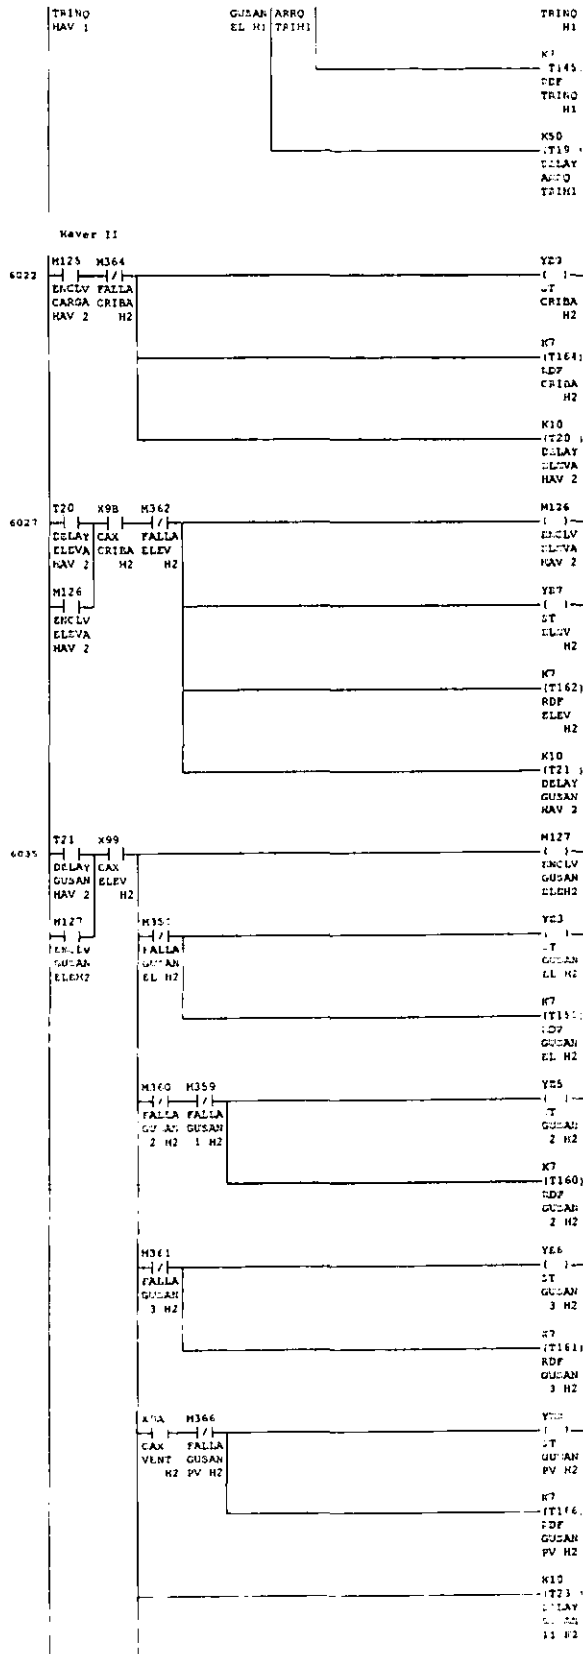 TRINO GUSAN ARRO TRINO
HAV 1 EL H1 TRIH1 H1
K7
T145
RDF
TRINO
H1
K50
(T19
DELAY
ARRO
TRIH1
Haver II
M125 M364
6022
ENCLV FALLA ST
CARGA CRIBA CRIBA
HAV 2 H2 H2
K7
(T164)
RDF
CRIBA
H2
K10
(T20 )
DELAY
ELEVA
HAV 2
T20 X9B M362 M126
6027 ( )
DELAY CAX FALLA ENCLV
ELEVA CRIBA ELEV ELEVA
HAV 2 H2 H2 HAV 2
M126 YE7
( )
ENCLV ST
ELEVA ELEV
HAV 2 H2
K7
(T162)
RDF
ELEV
H2
K10
(T21 )
DELAY
GUSAN
HAV 2
T21 X99 M127
6035 ( )
DELAY CAX ENCLV
GUSAN ELEV GUSAN
HAV 2 H2 ELEH2
M127 YE3
ENCLV FALLA ST
GUSAN GUSAN GUSAN
ELEH2 EL H2 EL H2
K7
RDF
GUSAN
EL H2
M360 M359 YE5
( )
FALLA FALLA ST
GUSAN GUSAN GUSAN
2 H2 1 H2 2 H2
K7
(T160)
RDF
GUSAN
2 H2
M361 YE6
( )
FALLA ST
GUSAN GUSAN
3 H2 3 H2
K7
(T161)
RDF
GUSAN
3 H2
M366
( )
CAX FALLA ST
VENT GUSAN GUSAN
H2 PV H2 PV H2
K7
RDF
GUSAN
PV H2
K10
(T23
DELAY